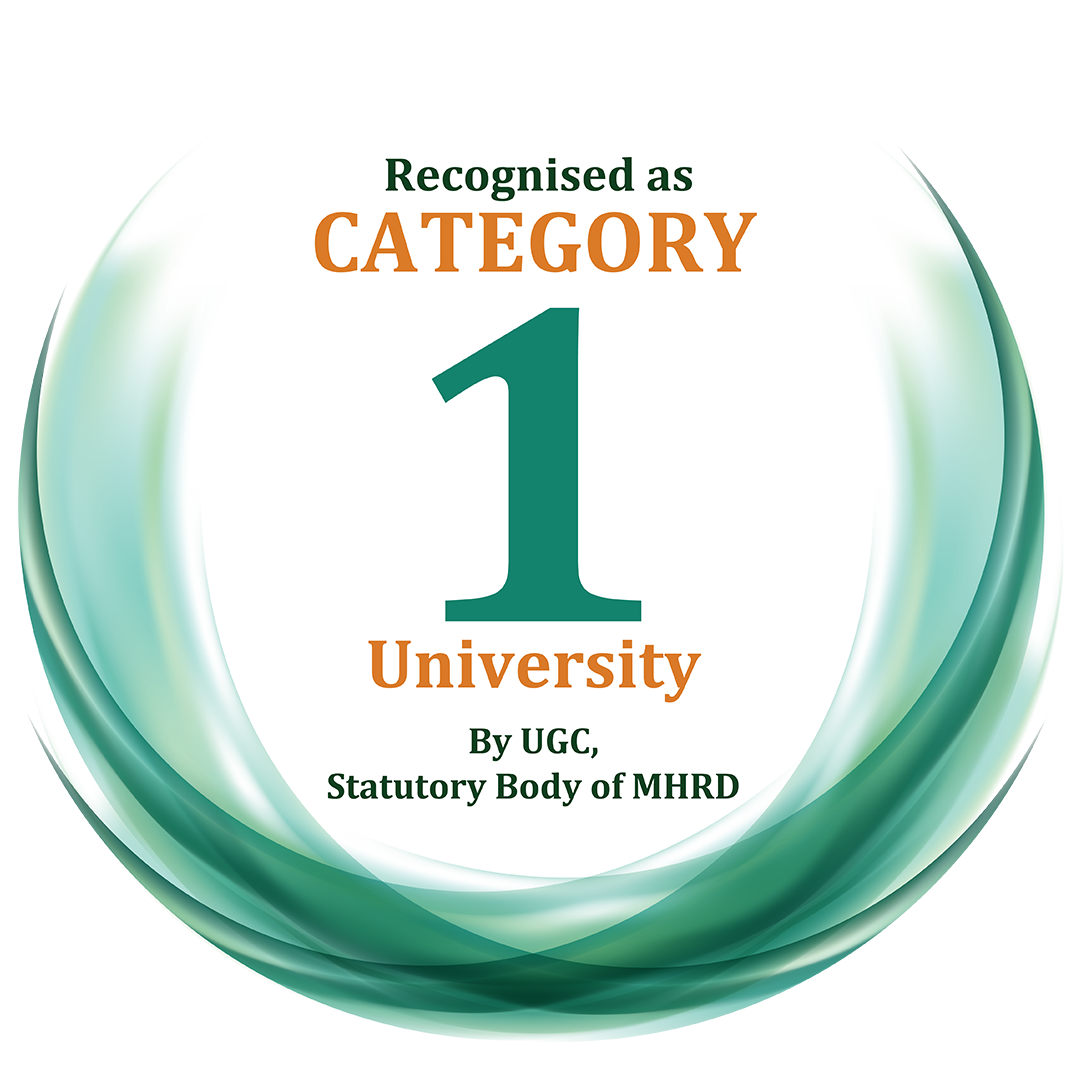 Recognised as
CATEGORY
1
University
By UGC,
Statutory Body of MHRD